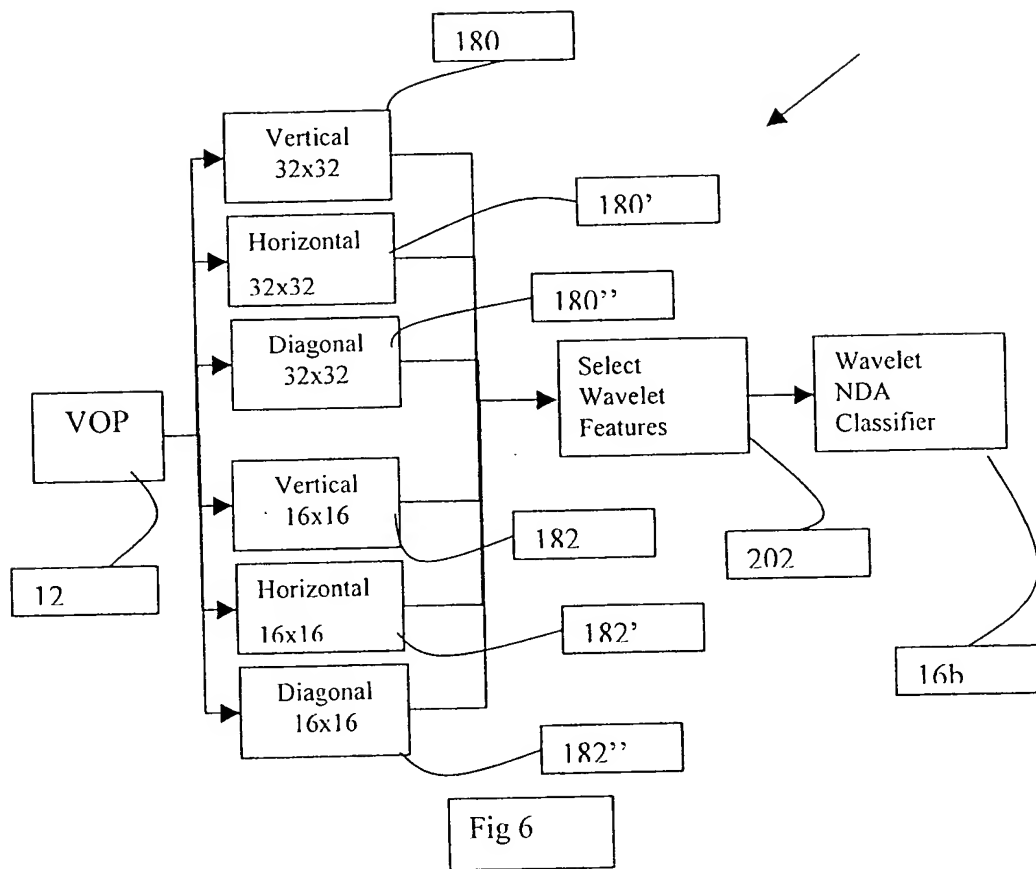 180
Vertical
32x32
180'
Horizontal
32x32
180''
Diagonal
32x32
Select
Wavelet
Features
Wavelet
NDA
Classifier
VOP
Vertical
16x16
182
202
12
Horizontal
16x16
182'
16b
Diagonal
16x16
182''
Fig 6